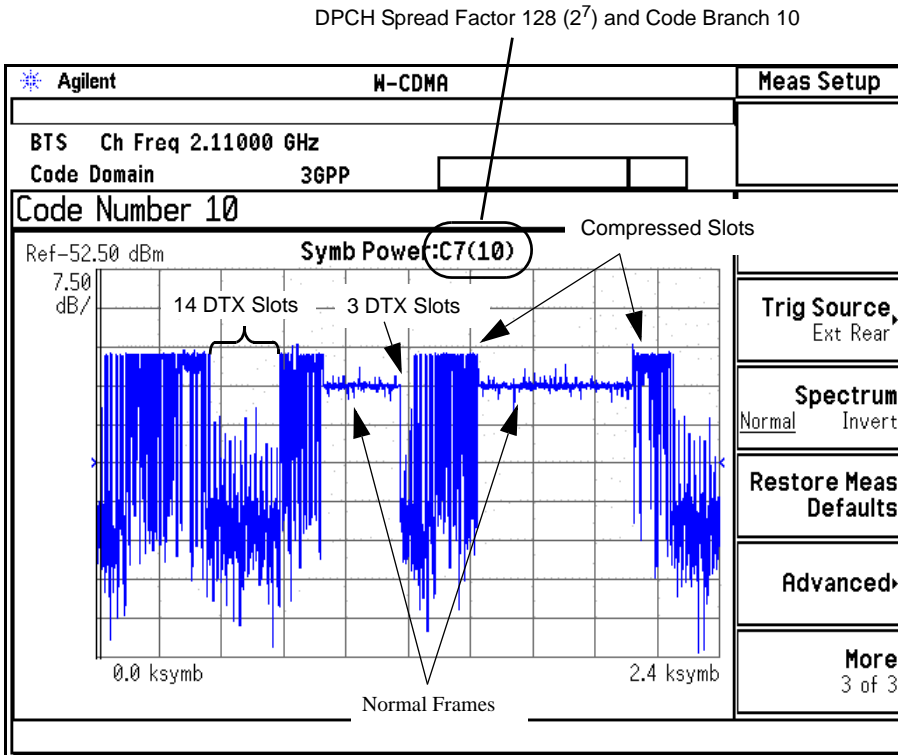 DPCH Spread Factor 128 (2⁷) and Code Branch 10
Agilent W-CDMA Meas Setup
BTS Ch Freq 2.11000 GHz
Code Domain 3GPP
Code Number 10
Compressed Slots
Ref-52.50 dBm Symb Power:C7(10)
7.50
dB/
14 DTX Slots 3 DTX Slots
Trig Source
Ext Rear
Spectrum
Normal Invert
Restore Meas
Defaults
Advanced
More
3 of 3
0.0 ksymb 2.4 ksymb
Normal Frames